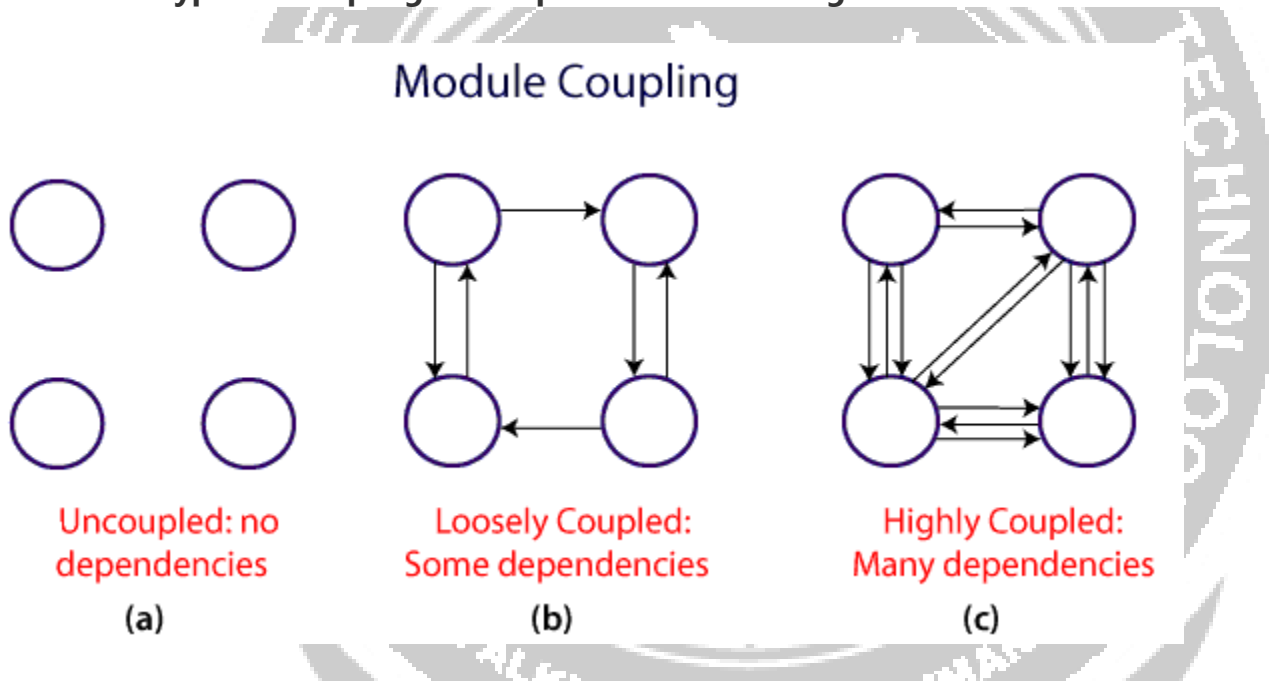 Module Coupling
Uncoupled: no
dependencies
(a)
Loosely Coupled:
Some dependencies
(b)
Highly Coupled:
Many dependencies
(c)